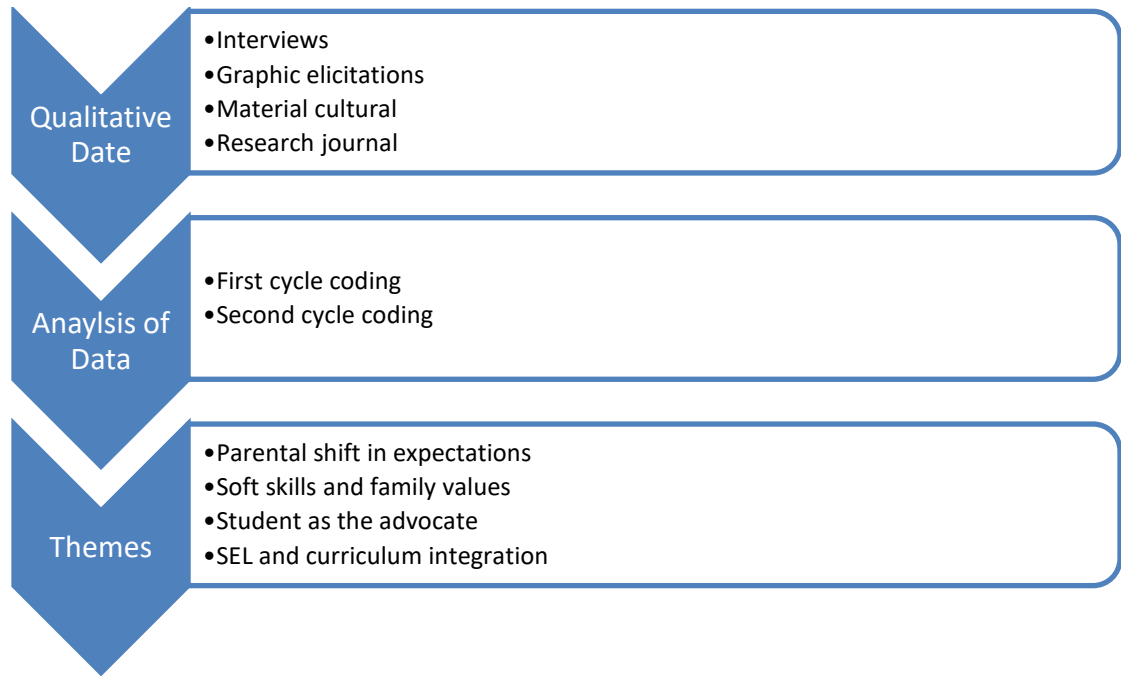 Qualitative
Date
•Interviews
•Graphic elicitations
•Material cultural
•Research journal
Anaylsis of
Data
•First cycle coding
•Second cycle coding
Themes
•Parental shift in expectations
•Soft skills and family values
•Student as the advocate
•SEL and curriculum integration